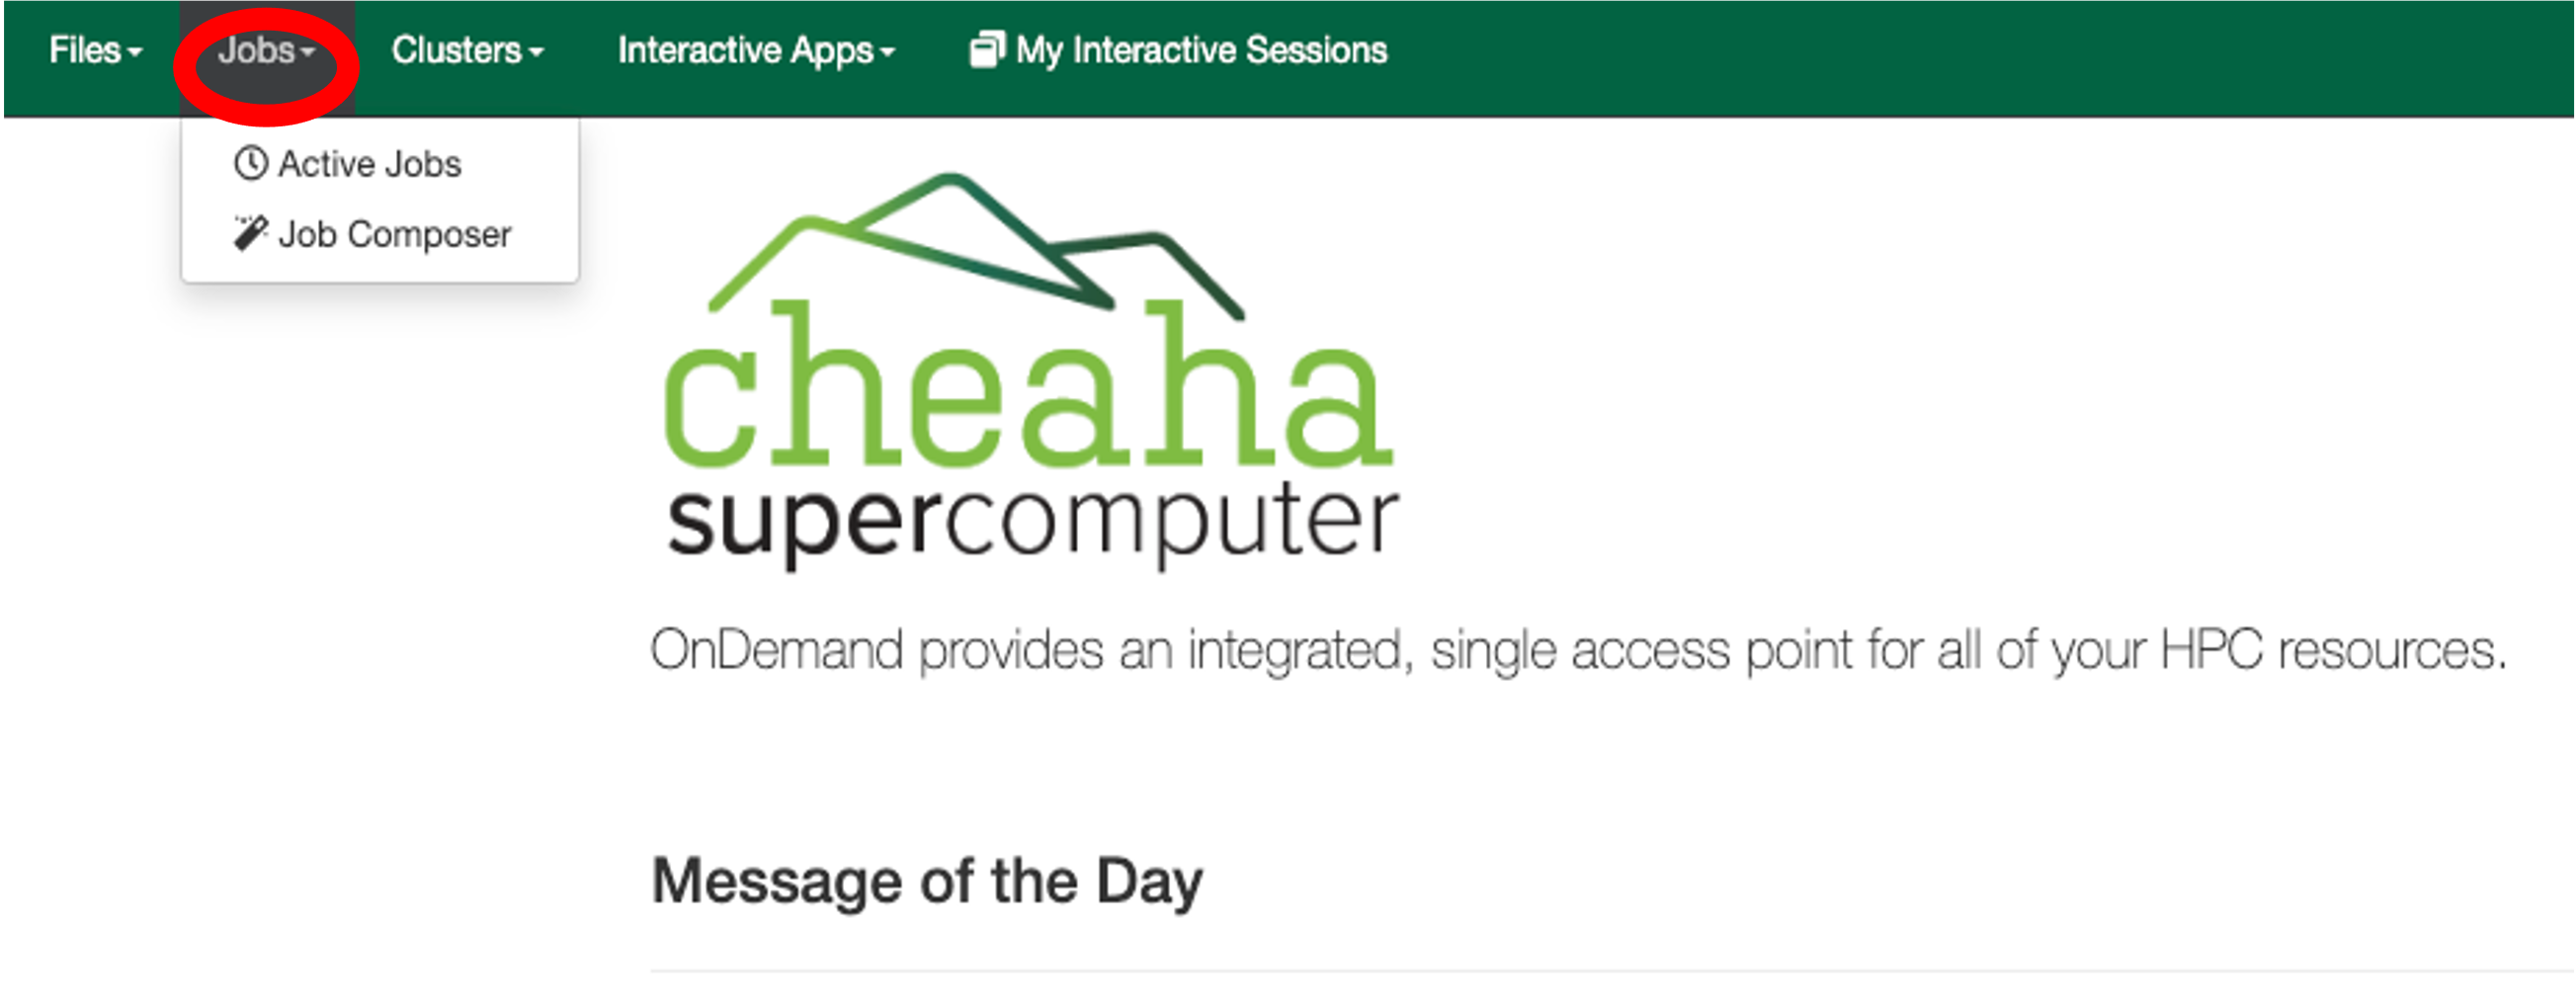 Files Jobs Clusters Interactive Apps My Interactive Sessions
Active Jobs
Job Composer
cheaha
supercomputer
OnDemand provides an integrated, single access point for all of your HPC resources.
Message of the Day